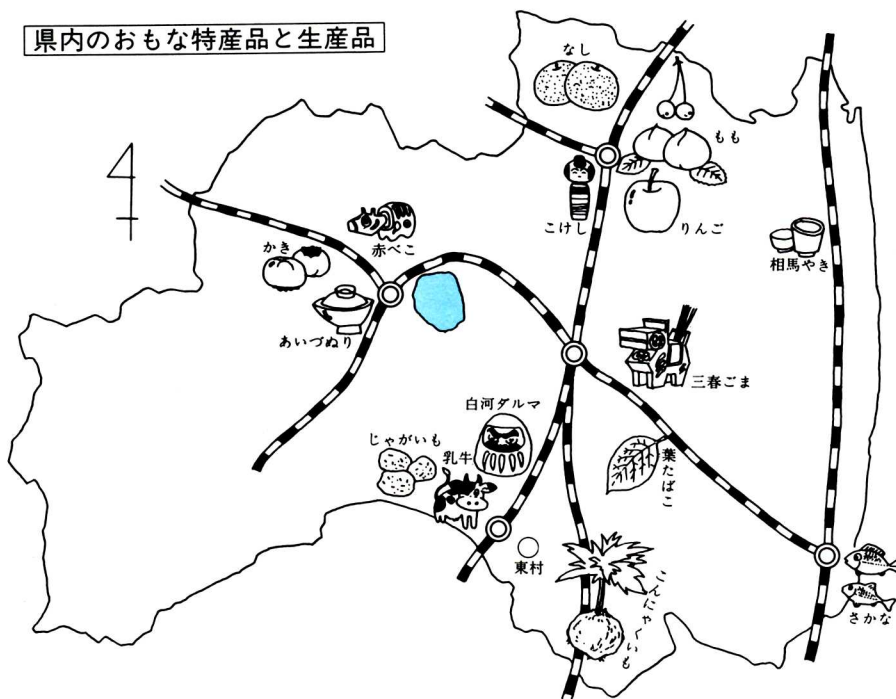 県内のおもな特産品と生産品
なし
もも
こけし
りんご
かき
赤べこ
相馬やき
あいづぬり
三春ごま
白河ダルマ
じゃがいも
乳牛
葉たばこ
東村
こんにゃくいも
さかな